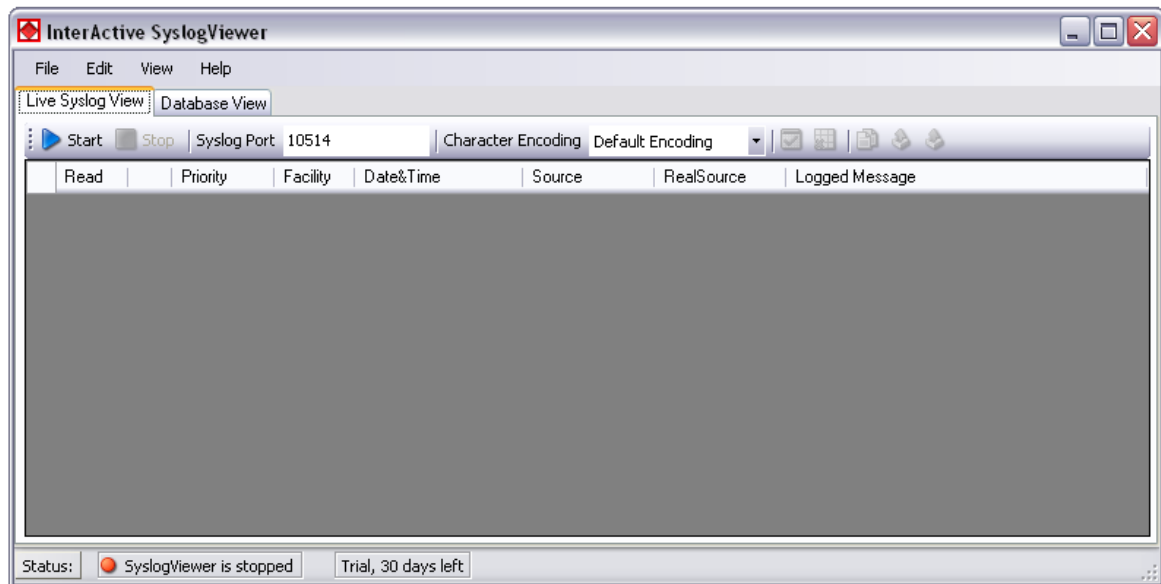 InterActive SyslogViewer
File Edit View Help
Live Syslog View Database View
Start Stop Syslog Port 10514 Character Encoding Default Encoding
Read Priority Facility Date&Time Source RealSource Logged Message
Status: SyslogViewer is stopped Trial, 30 days left